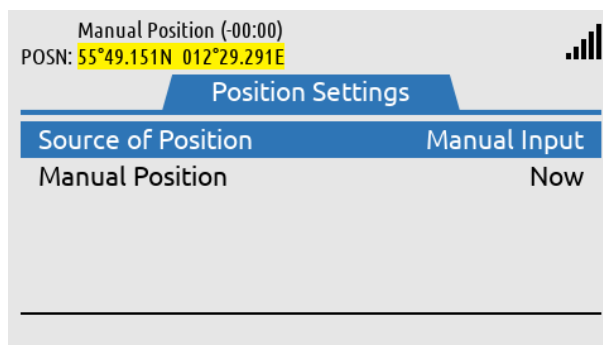 Manual Position (-00:00)
POSN: 55°49.151N 012°29.291E
Position Settings
Source of Position Manual Input
Manual Position Now